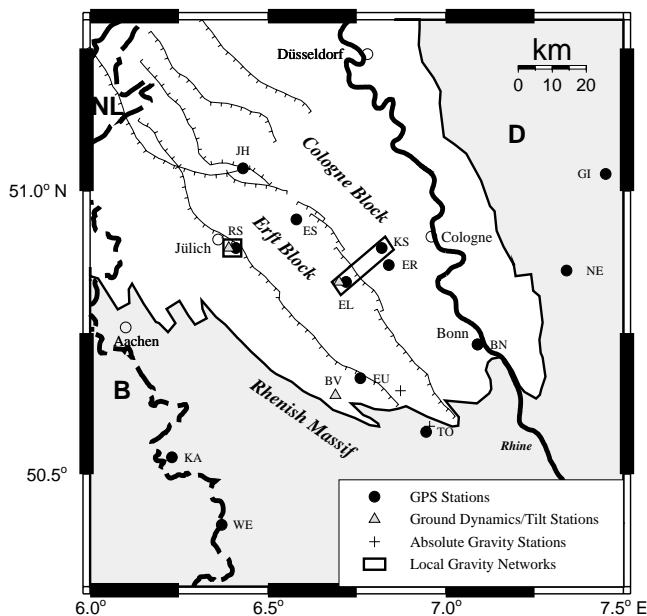 Düsseldorf
km
0 10 20
NL
D
JH
Cologne Block
GI
51.0° N
RS
ES
KS
Cologne
Jülich
Erft Block
ER
NE
EL
Bonn
BN
Aachen
B
BV
EU
Rhenish Massif
TO
Rhine
KA
50.5°
WE
GPS Stations
Ground Dynamics/Tilt Stations
Absolute Gravity Stations
Local Gravity Networks
6.0° 6.5° 7.0° 7.5° E